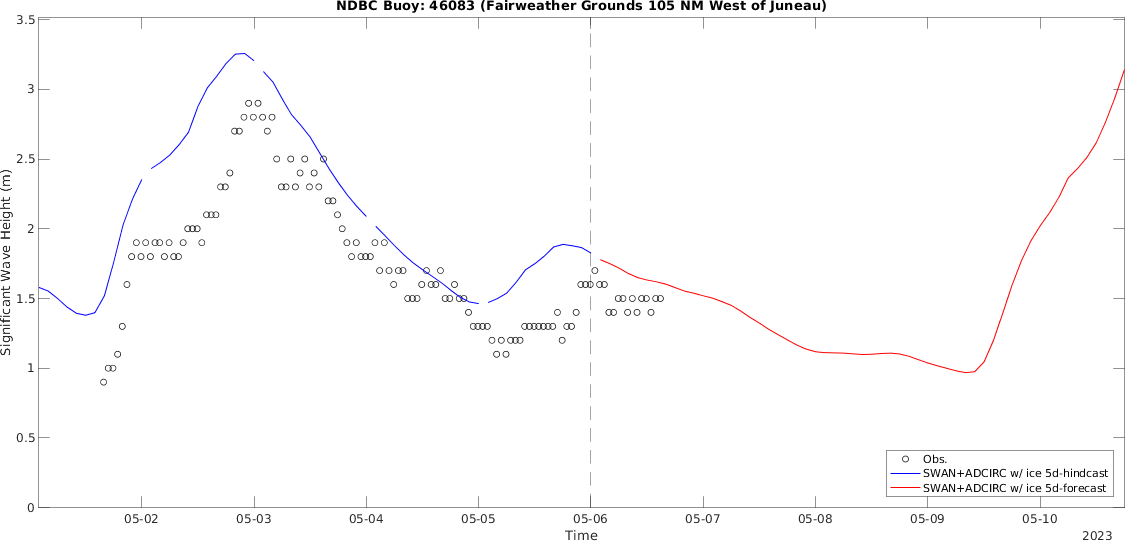 NDBC Buoy: 46083 (Fairweather Grounds 105 NM West of Juneau)
3.5
3
2.5
2
1.5
1
0.5
0
Significant Wave Height (m)
Obs.
SWAN+ADCIRC w/ ice 5d-hindcast
SWAN+ADCIRC w/ ice 5d-forecast
05-02 05-03 05-04 05-05 05-06 05-07 05-08 05-09 05-10
Time
2023